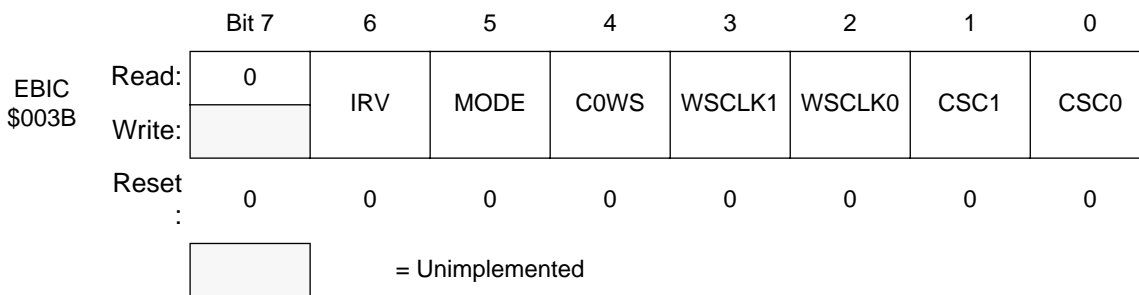 Bit 7 6 5 4 3 2 1 0
EBIC
$003B
Read: 0
IRV MODE C0WS WSCLK1 WSCLK0 CSC1 CSC0
Write:
Reset
: 0 0 0 0 0 0 0 0
= Unimplemented